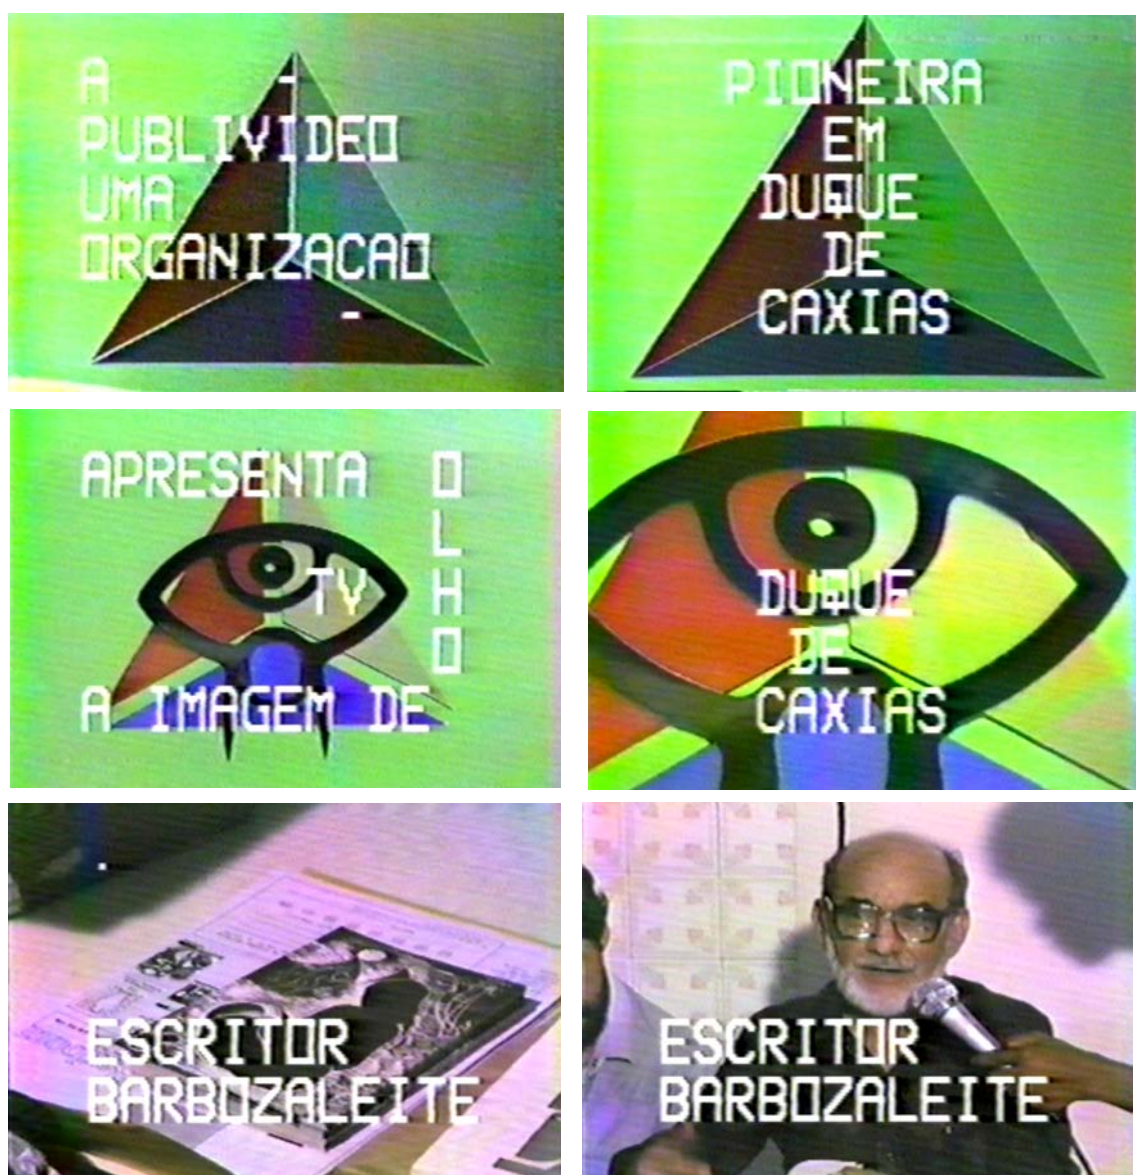 A
PUBLIVIDEO
UMA
ORGANIZACAO
PIONEIRA
EM
DUQUE
DE
CAXIAS
APRESENTA
OLHO
TV
A IMAGEM DE
DUQUE
DE
CAXIAS
ESCRITOR
BARBOZALEITE
ESCRITOR
BARBOZALEITE